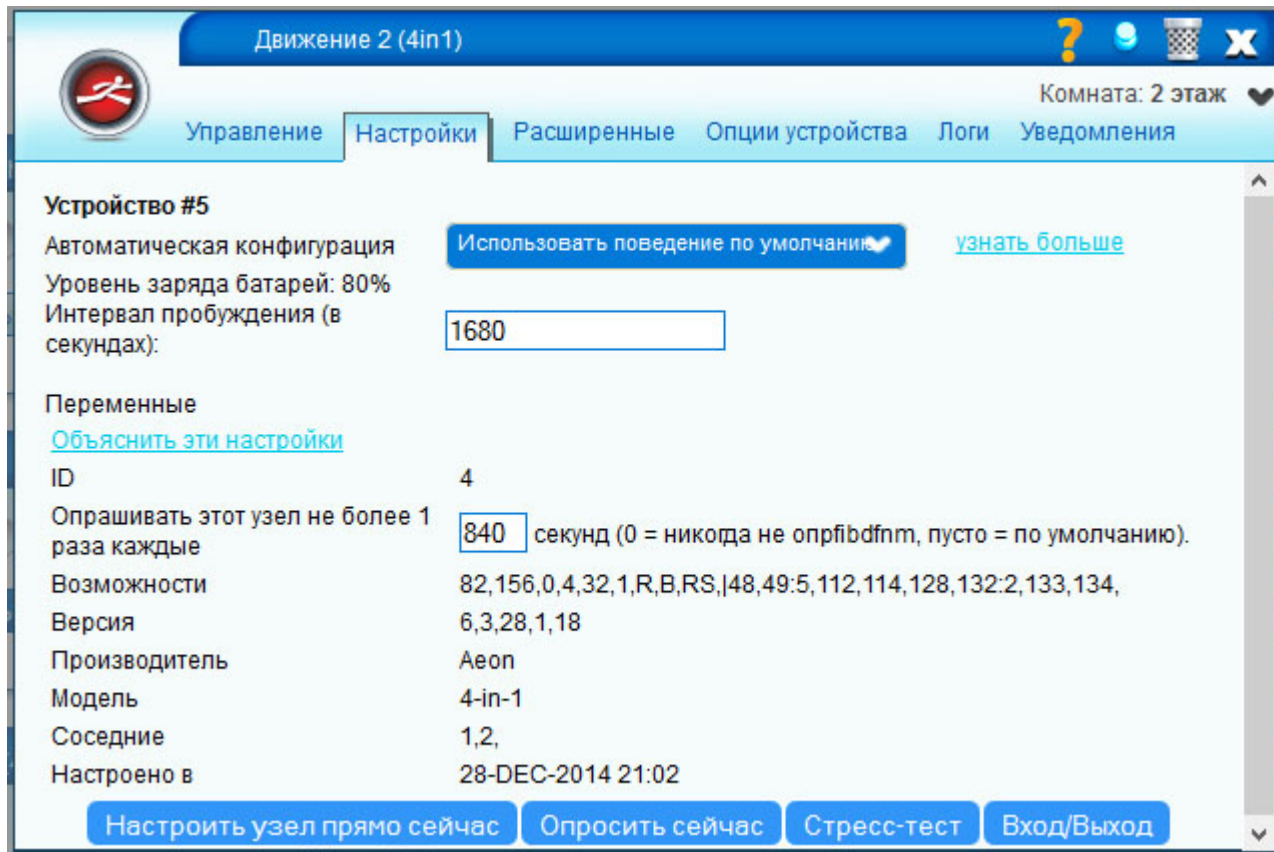 Движение 2 (4in1)
Комната: 2 этаж
Управление Настройки Расширенные Опции устройства Логи Уведомления
Устройство #5
Автоматическая конфигурация Использовать поведение по умолчанию узнать больше
Уровень заряда батарей: 80%
Интервал пробуждения (в
секундах): 1680
Переменные
Объяснить эти настройки
ID 4
Опрашивать этот узел не более 1
раза каждые 840 секунд (0 = никогда не опрfibdfnm, пусто = по умолчанию).
Возможности 82,156,0,4,32,1,R,B,RS,|48,49:5,112,114,128,132:2,133,134,
Версия 6,3,28,1,18
Производитель Aeon
Модель 4-in-1
Соседние 1,2,
Настроено в 28-DEC-2014 21:02
Настроить узел прямо сейчас Опросить сейчас Стресс-тест Вход/Выход